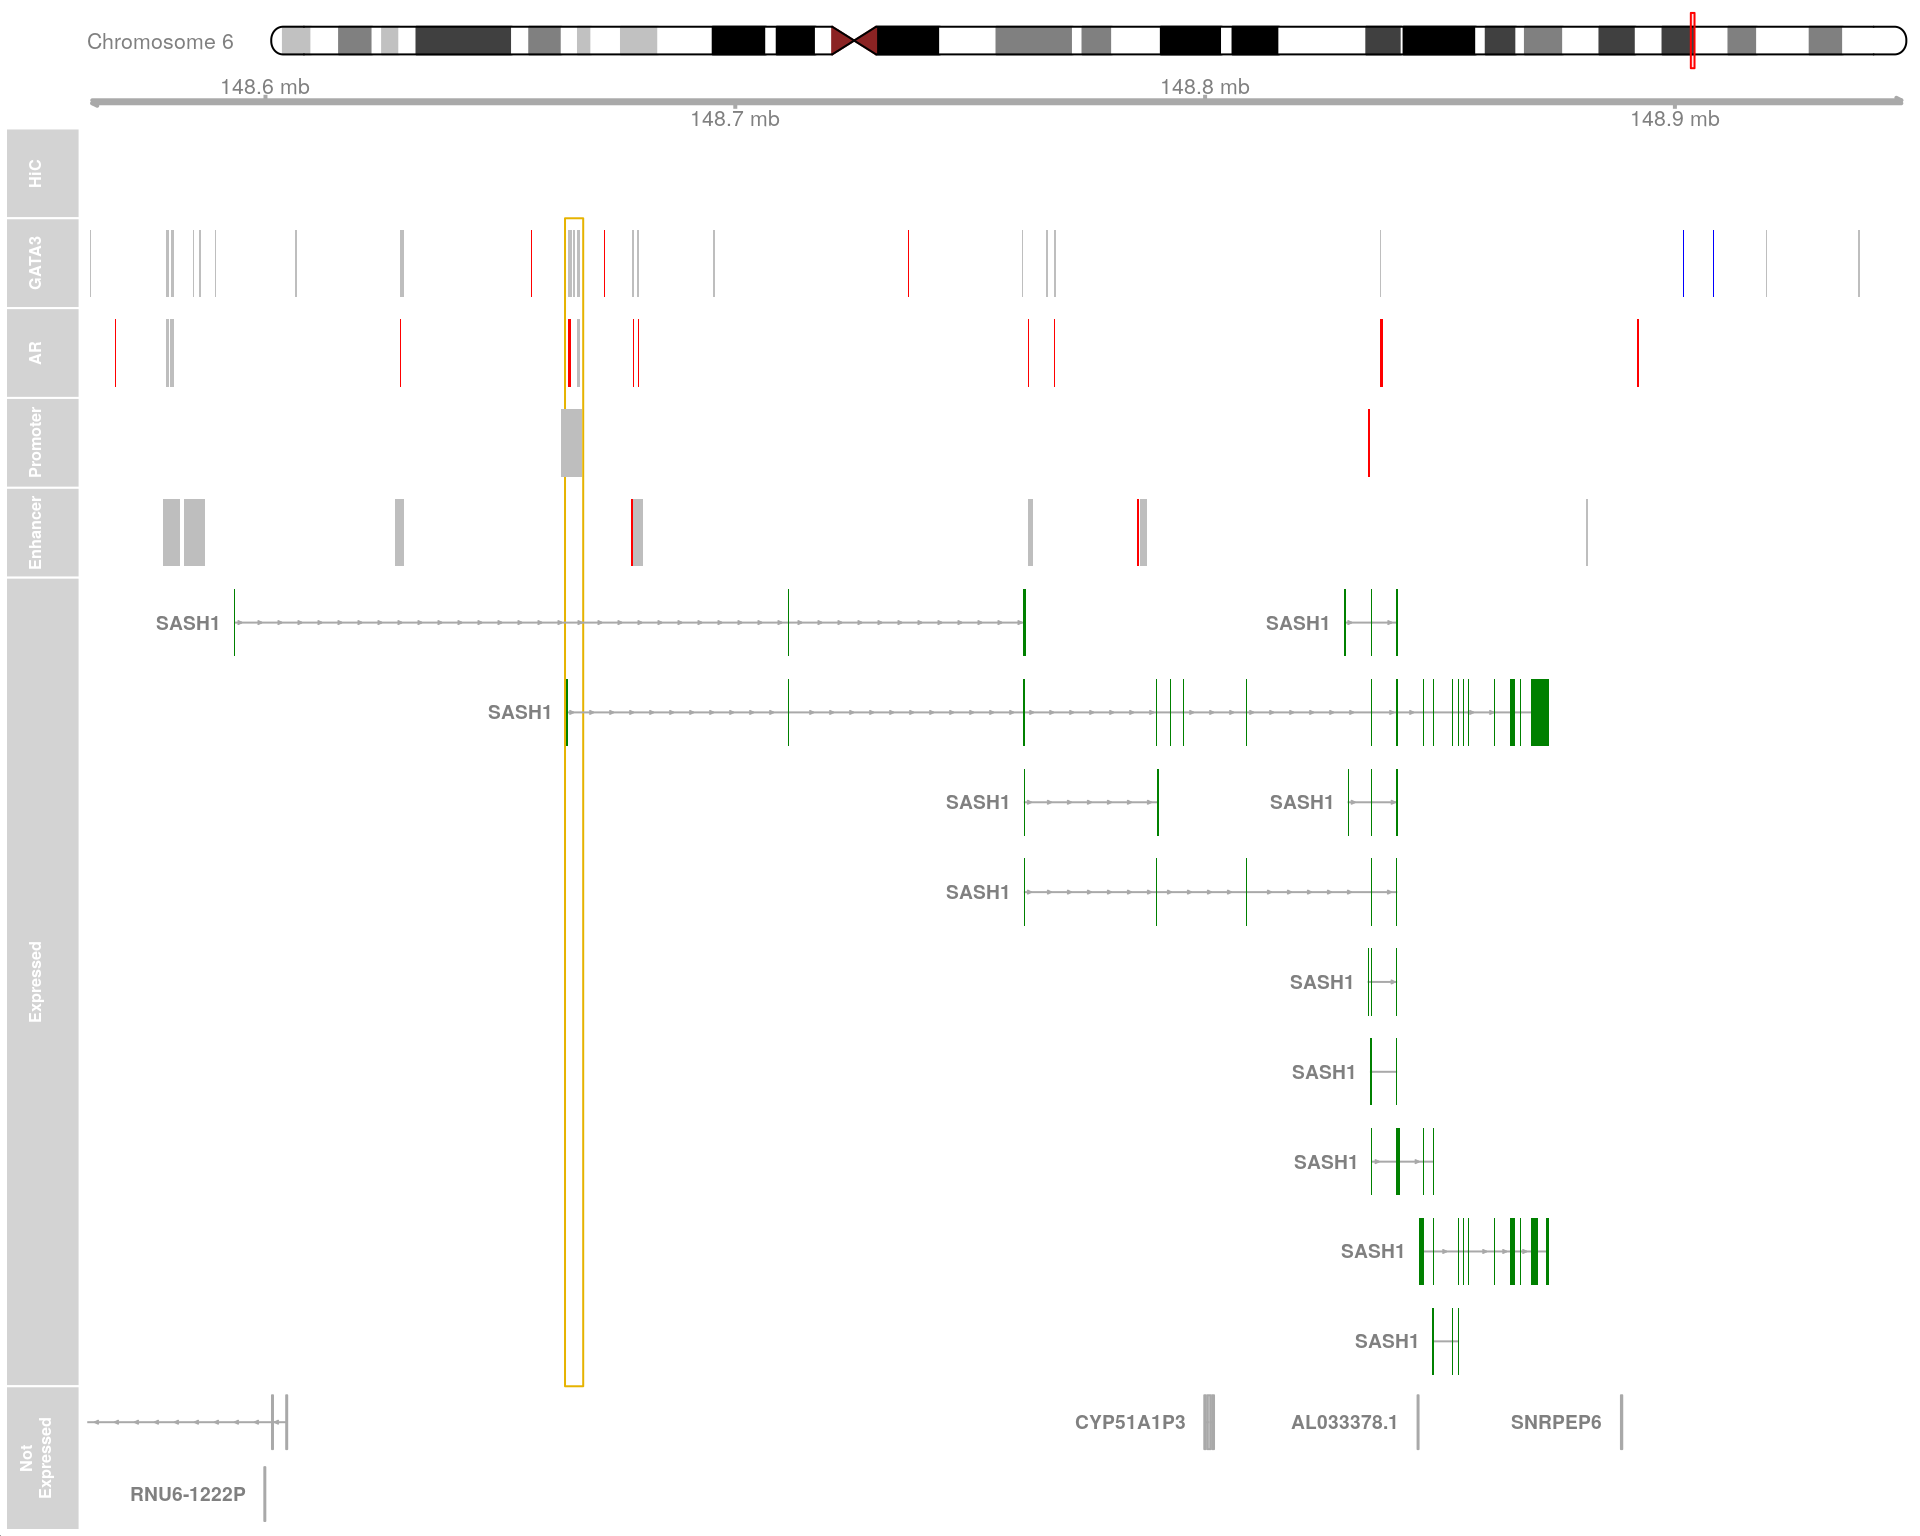 Chromosome 6
148.6 mb
148.8 mb
148.7 mb
148.9 mb
HiC
GATA3
AR
Promoter
Enhancer
Expressed
SASH1
SASH1
SASH1
SASH1
SASH1
SASH1
SASH1
SASH1
SASH1
SASH1
SASH1
Not
Expressed
CYP51A1P3
AL033378.1
SNRPEP6
RNU6-1222P